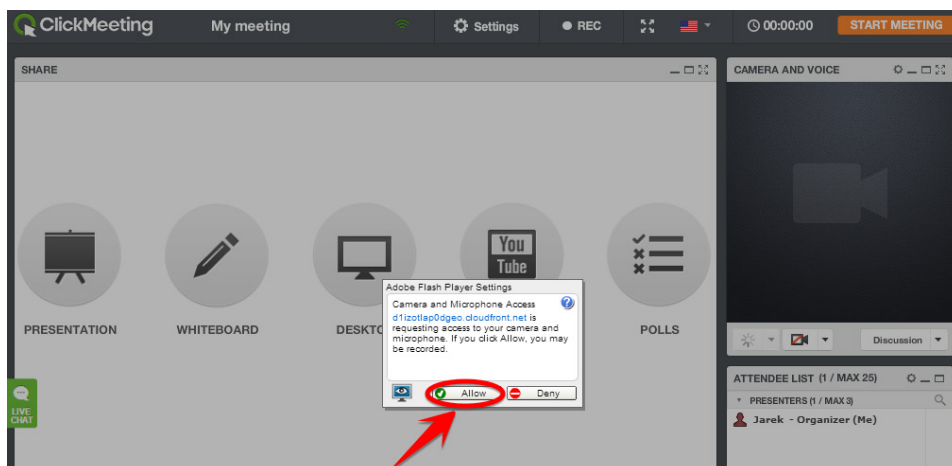 ClickMeeting My meeting Settings REC 00:00:00 START MEETING
SHARE
CAMERA AND VOICE
You
Tube
PRESENTATION WHITEBOARD DESKTO POLLS
Adobe Flash Player Settings
Camera and Microphone Access
d1izotlap0dgeo.cloudfront.net is
requesting access to your camera and
microphone. If you click Allow, you may
be recorded.
Allow Deny
Discussion
LIVE
CHAT
ATTENDEE LIST (1 / MAX 25)
PRESENTERS (1 / MAX 3)
Jarek - Organizer (Me)